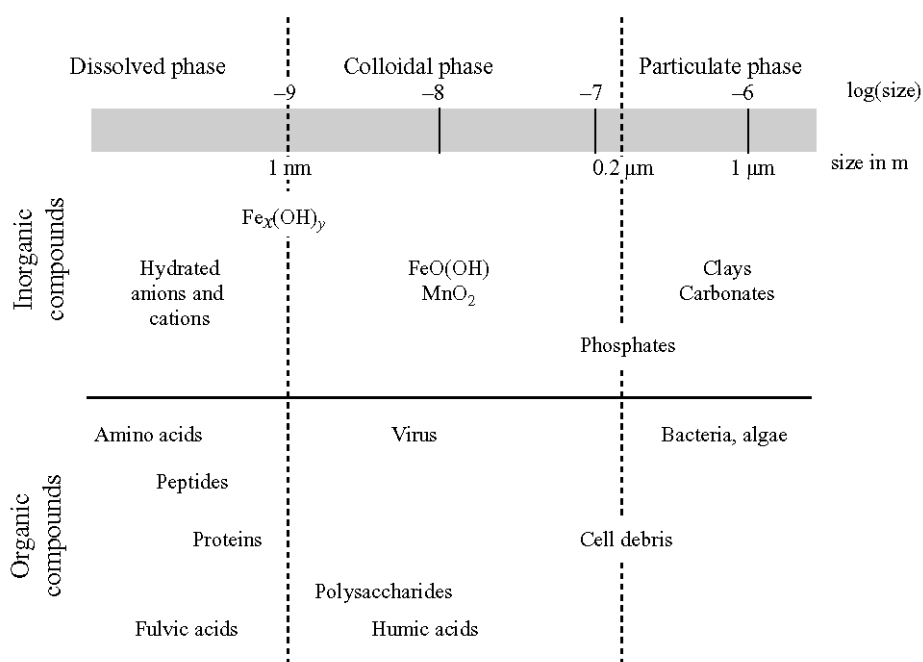 Dissolved phase Colloidal phase Particulate phase
–9 –8 –7 –6 log(size)
1 nm 0.2 μm 1 μm size in m
Inorganic
compounds
Feₓ(OH)ᵧ
Hydrated
anions and
cations
FeO(OH)
MnO₂
Clays
Carbonates
Phosphates
Organic
compounds
Amino acids Virus Bacteria, algae
Peptides
Proteins Cell debris
Polysaccharides
Fulvic acids Humic acids